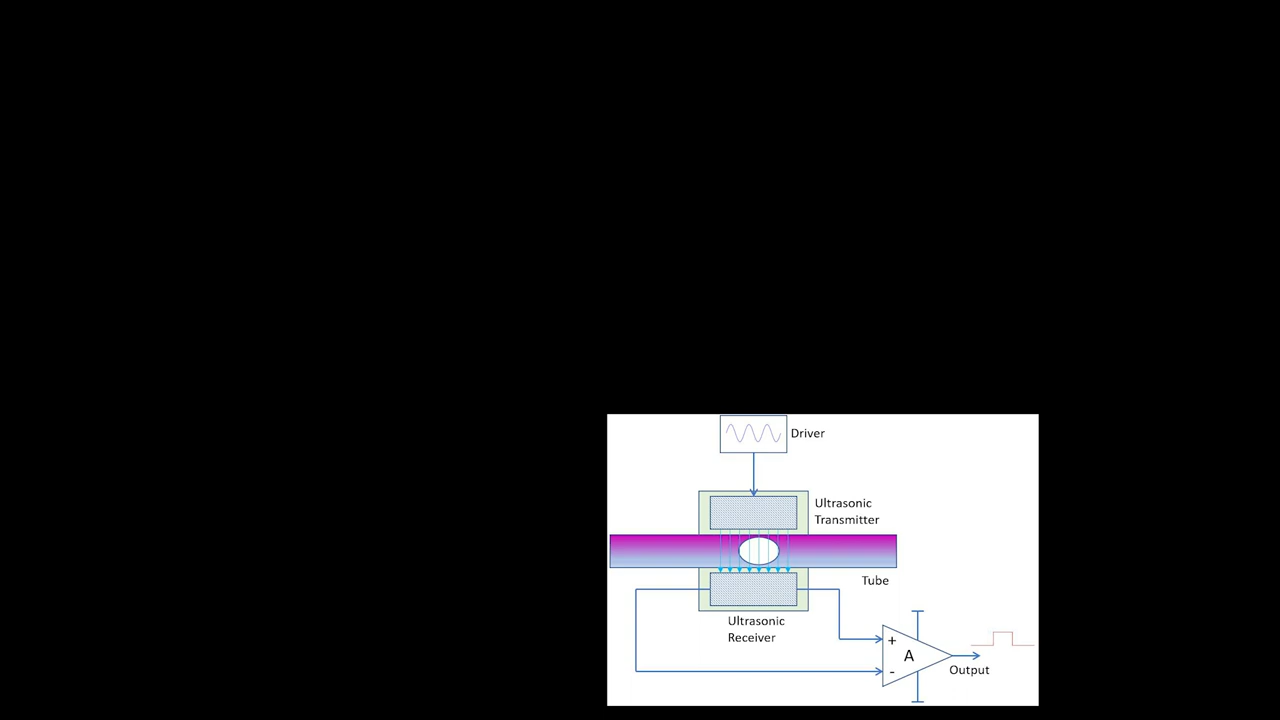 Driver
Ultrasonic
Transmitter
Tube
Ultrasonic
Receiver
+
A
-
Output